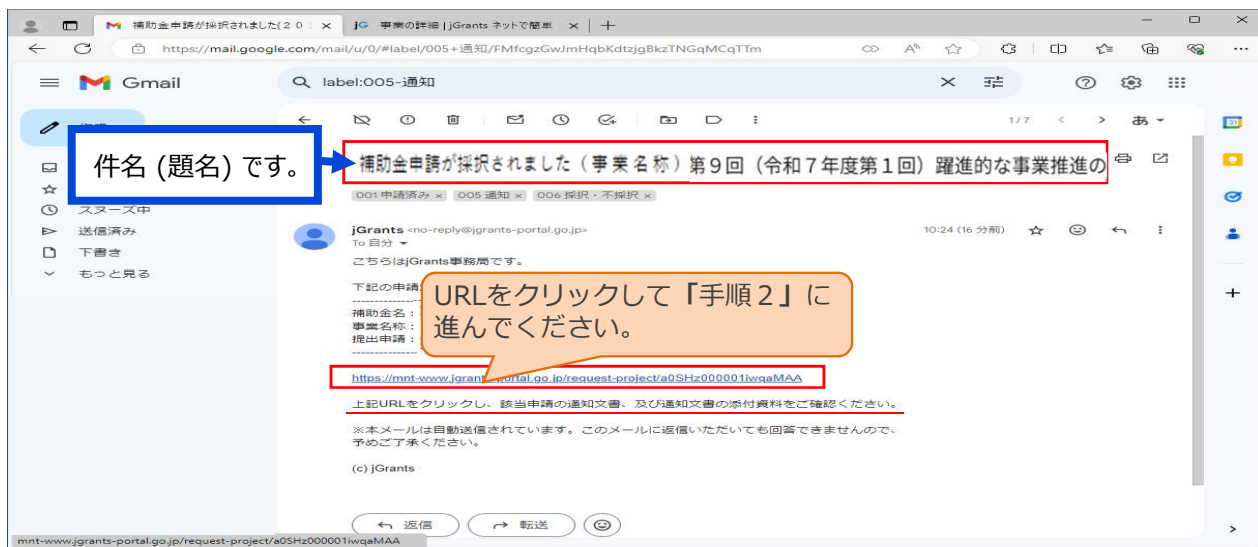 補助金申請が採択されました(20
jG 事業の詳細 | jGrants ネットで簡単
https://mail.google.com/mail/u/0/#label/005+通知/FMfcgzGwJmHqbKdtzjgBkzTNGqMCqTTm
Gmail
label:005-通知
1/7
あ
件名 (題名) です。
補助金申請が採択されました（事業名称）第９回（令和７年度第１回）躍進的な事業推進の
001 申請済み × 005 通知 × 006 採択・不採択 ×
スヌーズ中
送信済み
下書き
もっと見る
jGrants <no-reply@jgrants-portal.go.jp>
10:24 (16 分前)
To 自分
こちらはjGrants事務局です。
下記の申請
補助金名：
事業名称：
提出申請：
URLをクリックして「手順２」に
進んでください。
https://mnt-www.jgrants-portal.go.jp/request-project/a0SHz000001iwqaMAA
上記URLをクリックし、該当申請の通知文書、及び通知文書の添付資料をご確認ください。
※本メールは自動送信されています。このメールに返信いただいても回答できませんので、
予めご了承ください。
(c) jGrants
返信
転送
mnt-www.jgrants-portal.go.jp/request-project/a0SHz000001iwqaMAA